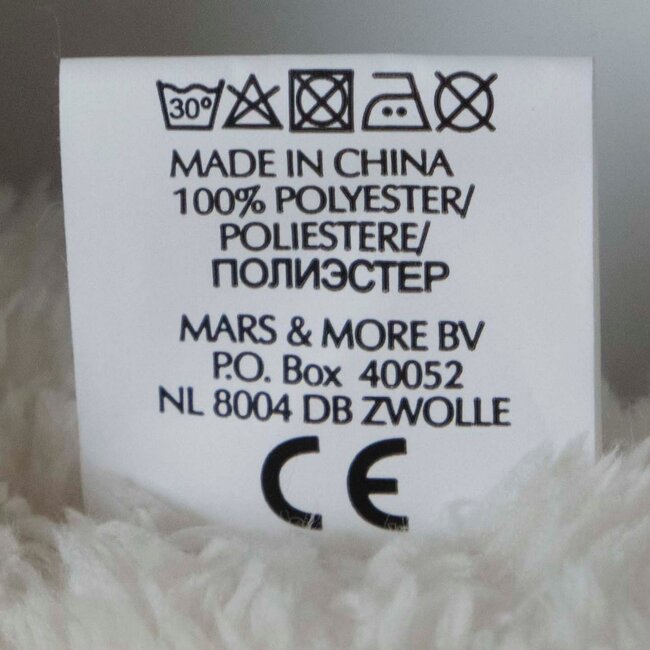 30°
MADE IN CHINA
100% POLYESTER/
POLIESTERE/
ПОЛИЭСТЕР
MARS & MORE BV
P.O. Box 40052
NL 8004 DB ZWOLLE
CE